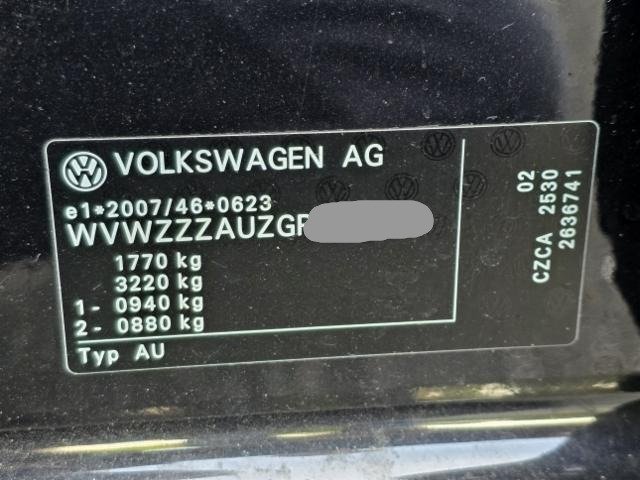 VOLKSWAGEN AG
e1*2007/46*0623
WVWZZZAUZG
1770 kg
3220 kg
1- 0940 kg
2- 0880 kg
Typ AU
02
CZCA 2530
2636741